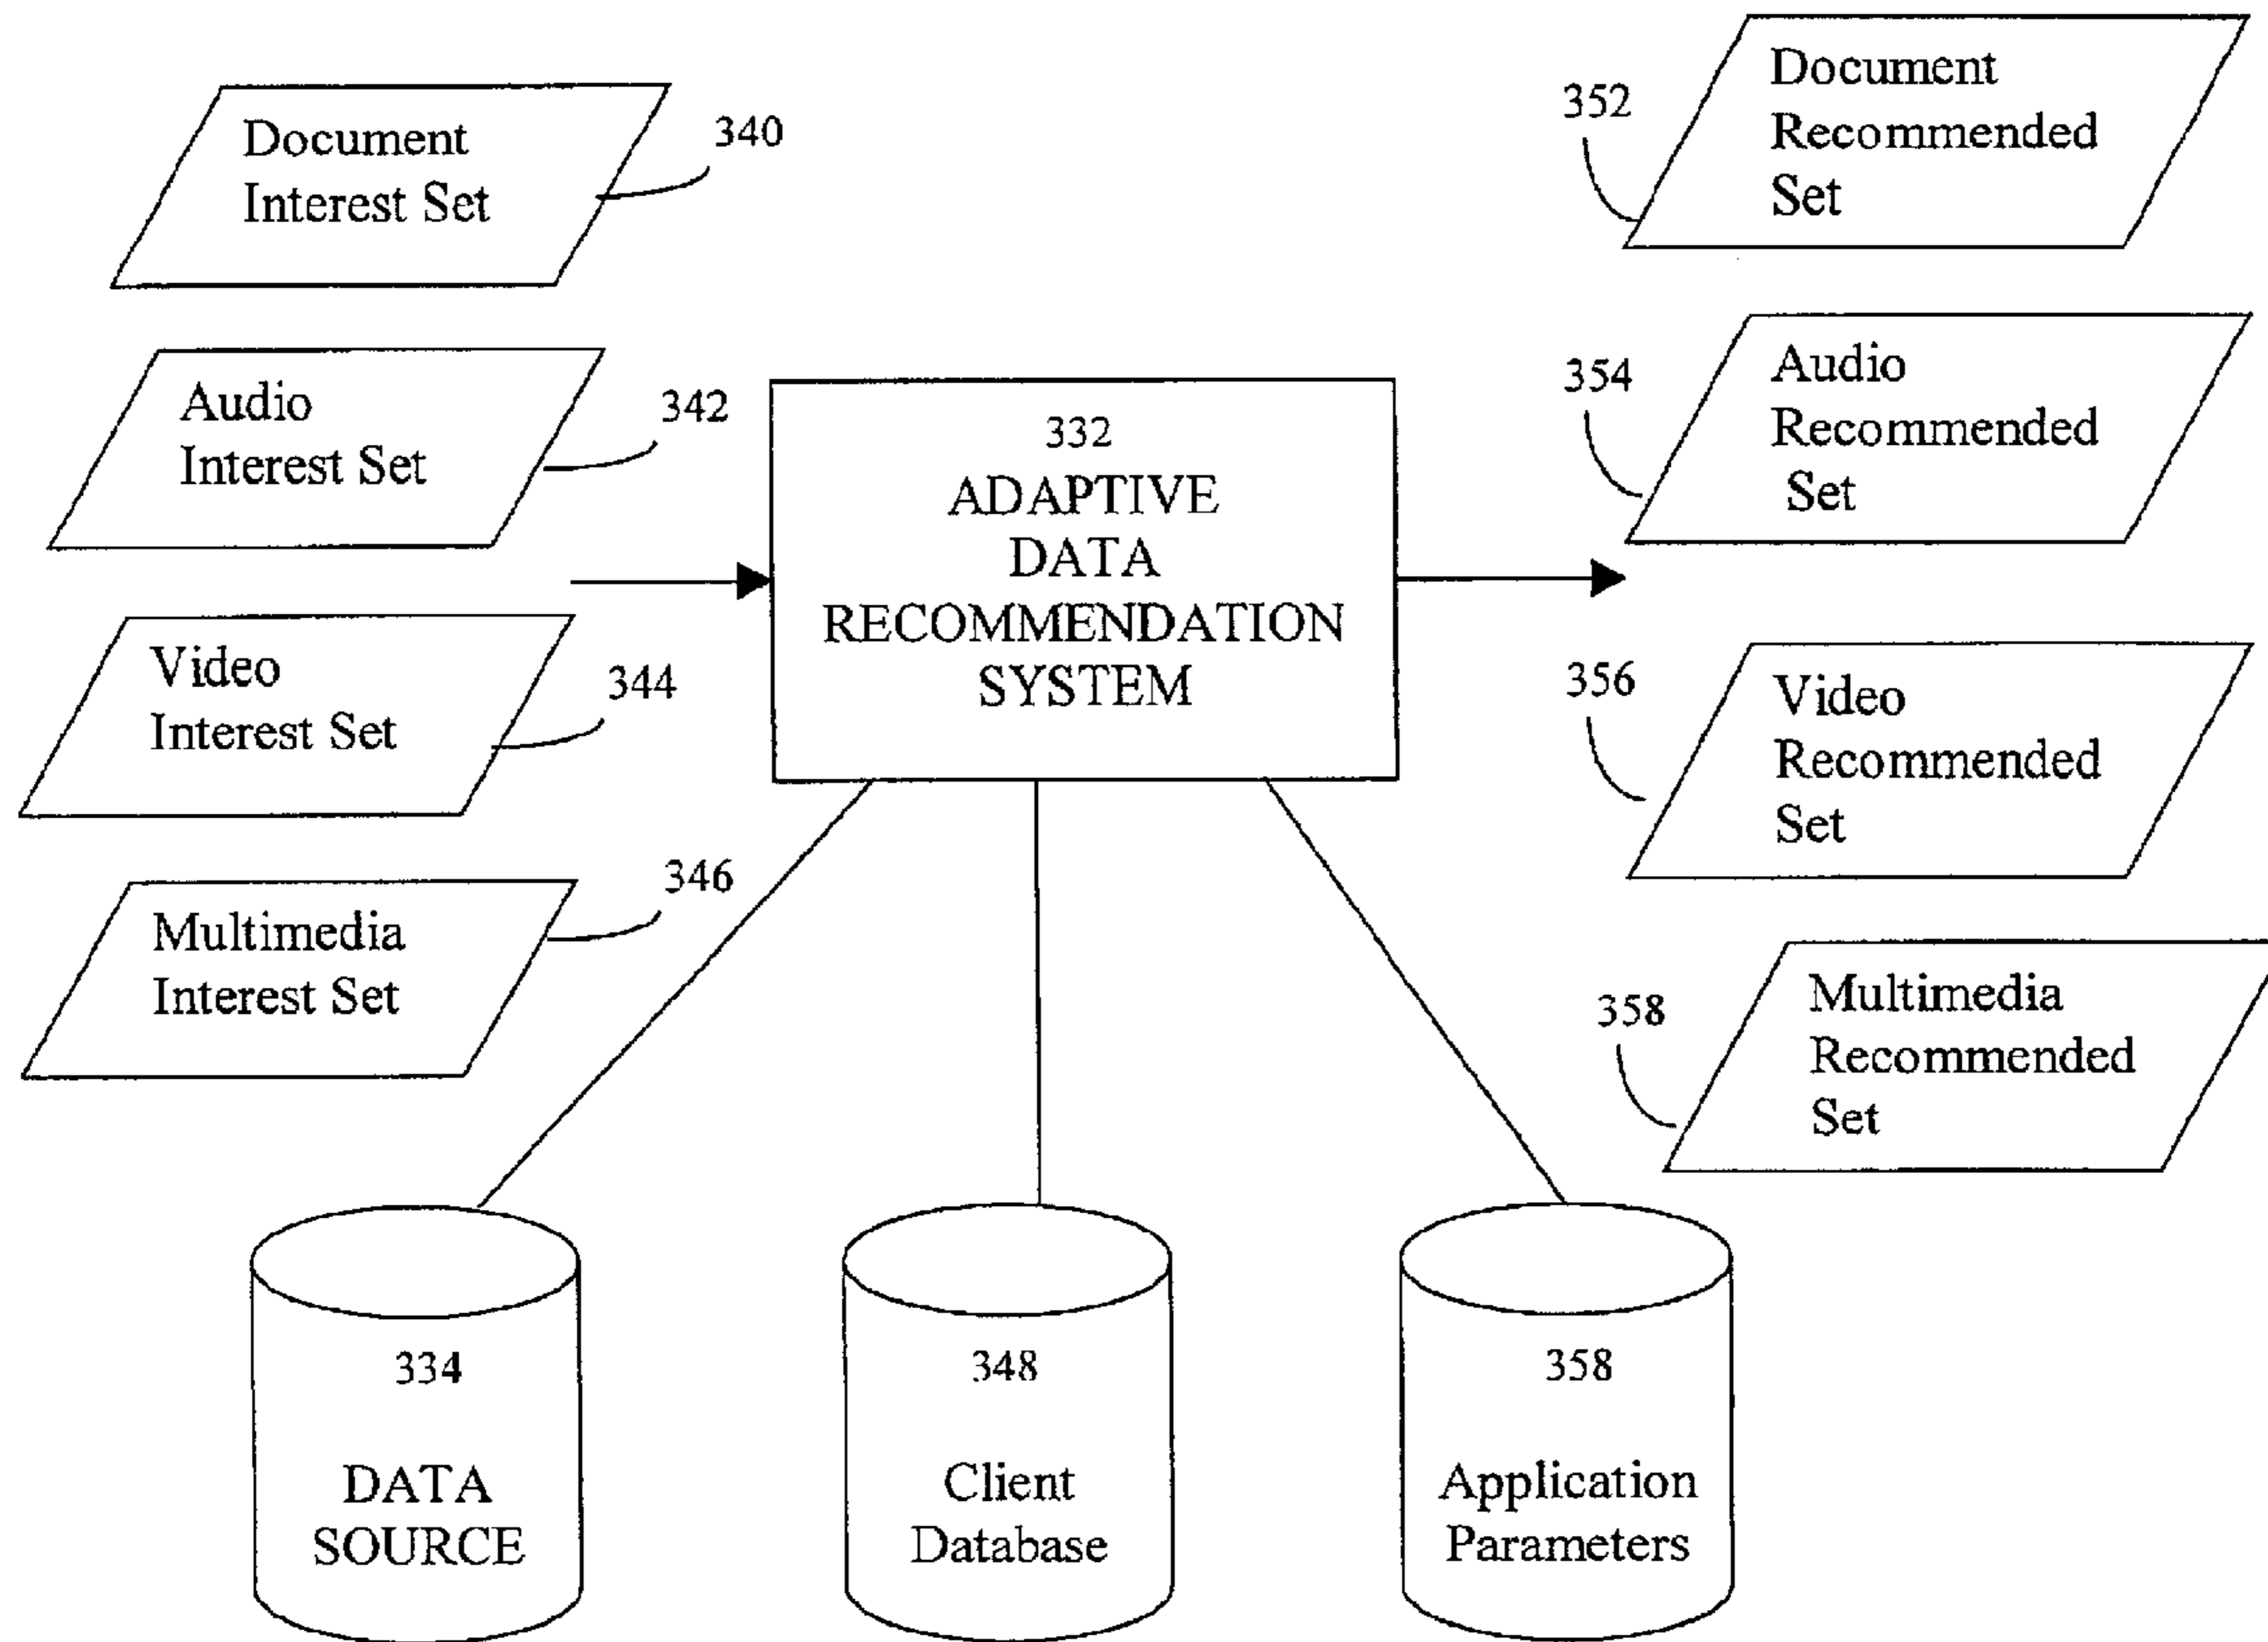 Document
Interest Set
340
Audio
Interest Set
342
Video
Interest Set
344
Multimedia
Interest Set
346
332
ADAPTIVE
DATA
RECOMMENDATION
SYSTEM
352
Document
Recommended
Set
354
Audio
Recommended
Set
356
Video
Recommended
Set
358
Multimedia
Recommended
Set
334
DATA
SOURCE
348
Client
Database
358
Application
Parameters